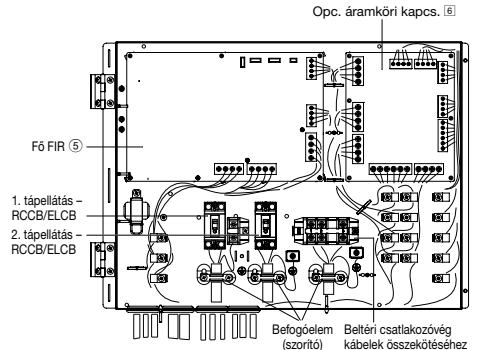 Opc. áramköri kapcs. 6
Fő FIR ⑤
1. tápellátás –
RCCB/ELCB
2. tápellátás –
RCCB/ELCB
Befogóelem
(szorító)
Beltéri csatlakozóvég
kábelek összekötéséhez